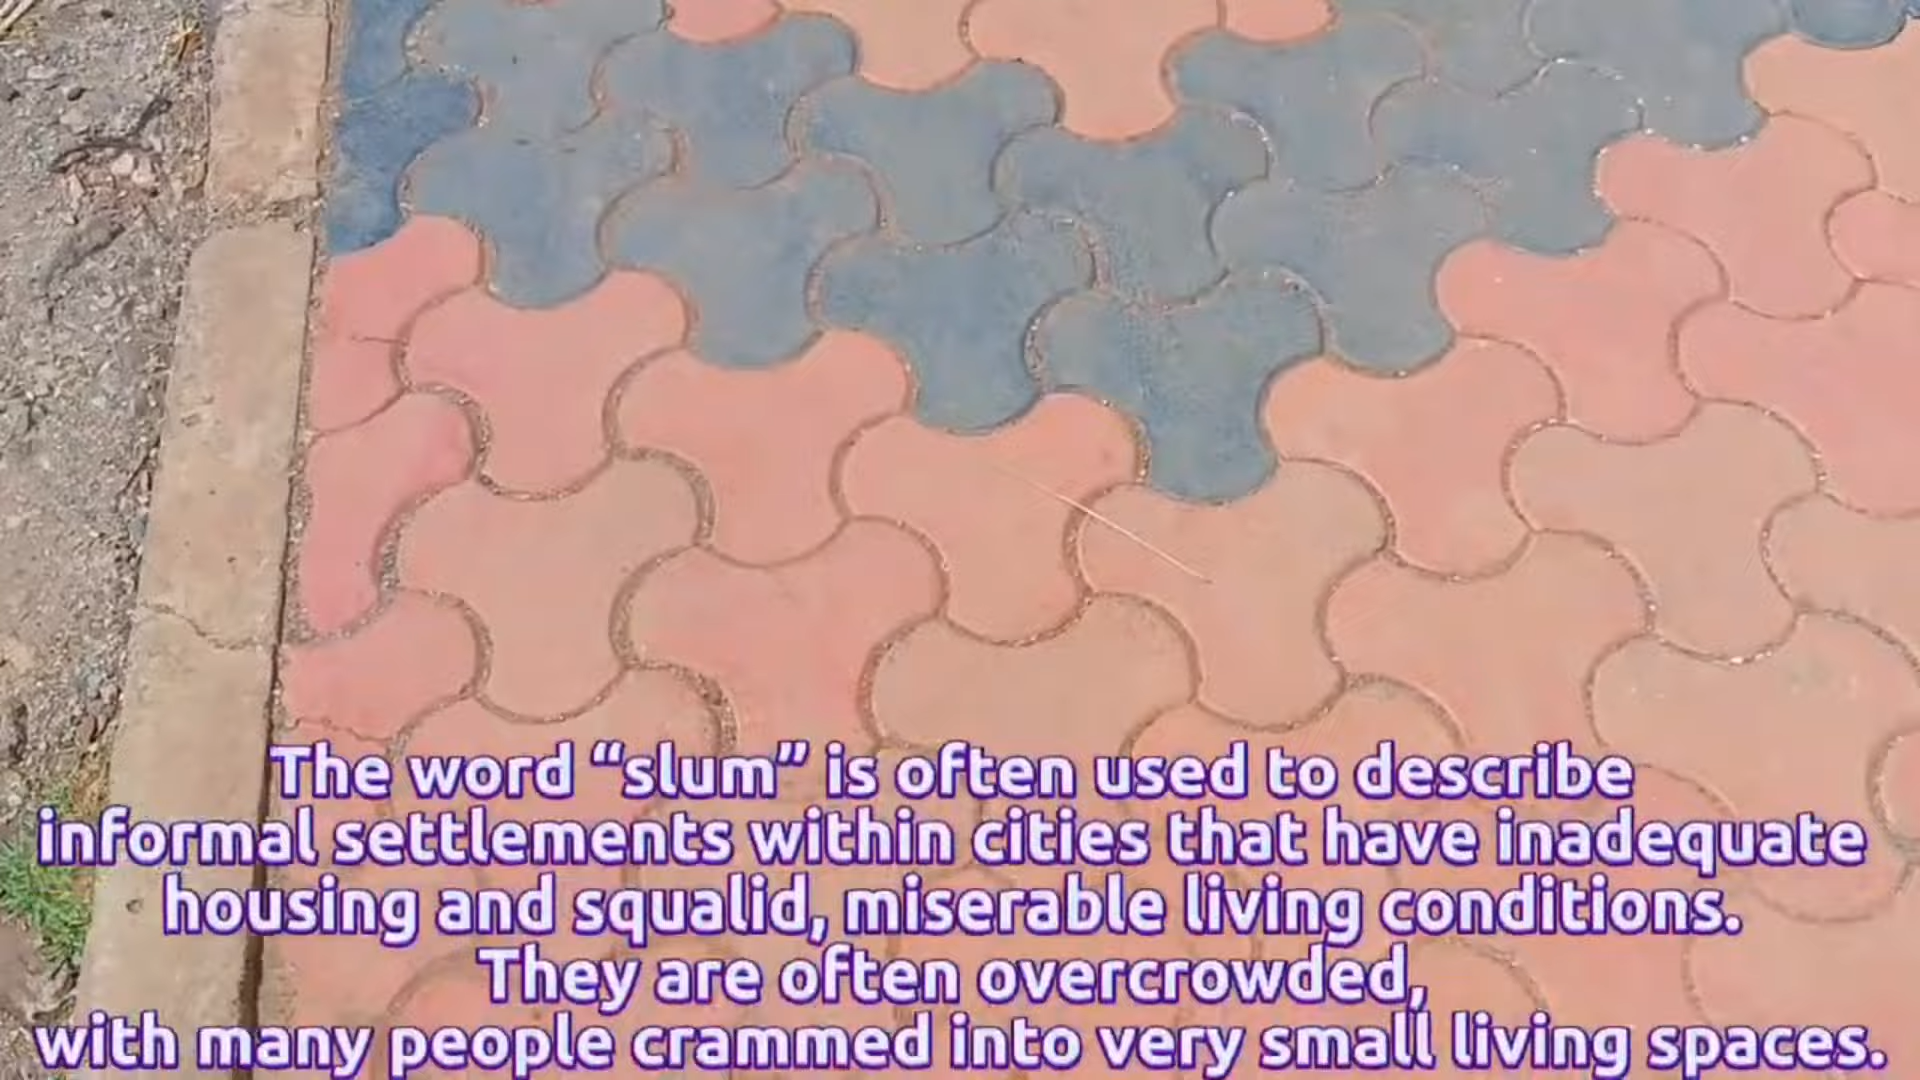 The word “slum” is often used to describe
informal settlements within cities that have inadequate
housing and squalid, miserable living conditions.
They are often overcrowded,
with many people crammed into very small living spaces.